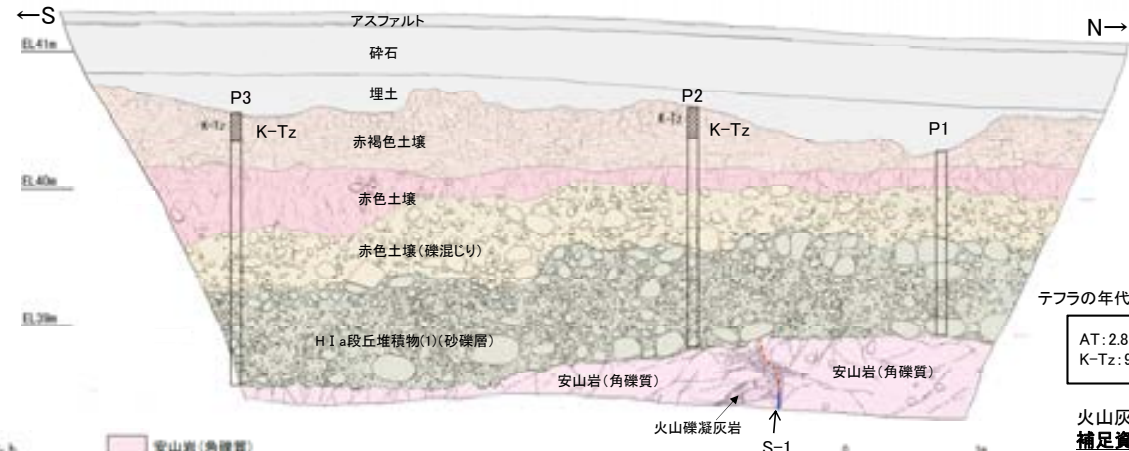 ←S
N→
アスファルト
EL41m
砕石
埋土
P3
P2
P1
K-Tz
K-Tz
K-Tz
K-Tz
赤褐色土壌
EL40m
赤色土壌
赤色土壌(礫混じり)
テフラの年代
EL39m
HⅠa段丘堆積物(1)(砂礫層)
AT:2.8
K-Tz:9
安山岩(角礫質)
安山岩(角礫質)
火山礫凝灰岩
S-1
火山灰
補足資
安山岩(角礫質)